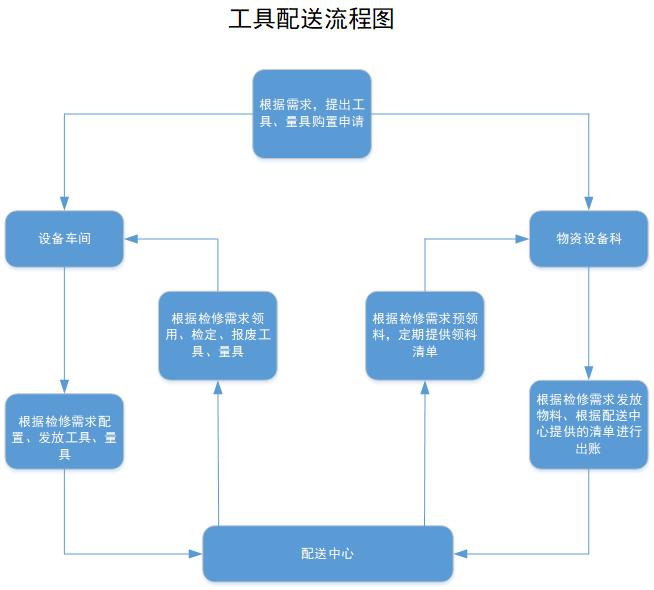 工具配送流程图
根据需求，提出工
具、量具购置申请
设备车间
物资设备科
根据检修需求领
用、检定、报废工
具、量具
根据检修需求预领
料，定期提供领料
清单
根据检修需求配
置、发放工具、量
具
根据检修需求发放
物料、根据配送中
心提供的清单进行
出账
配送中心